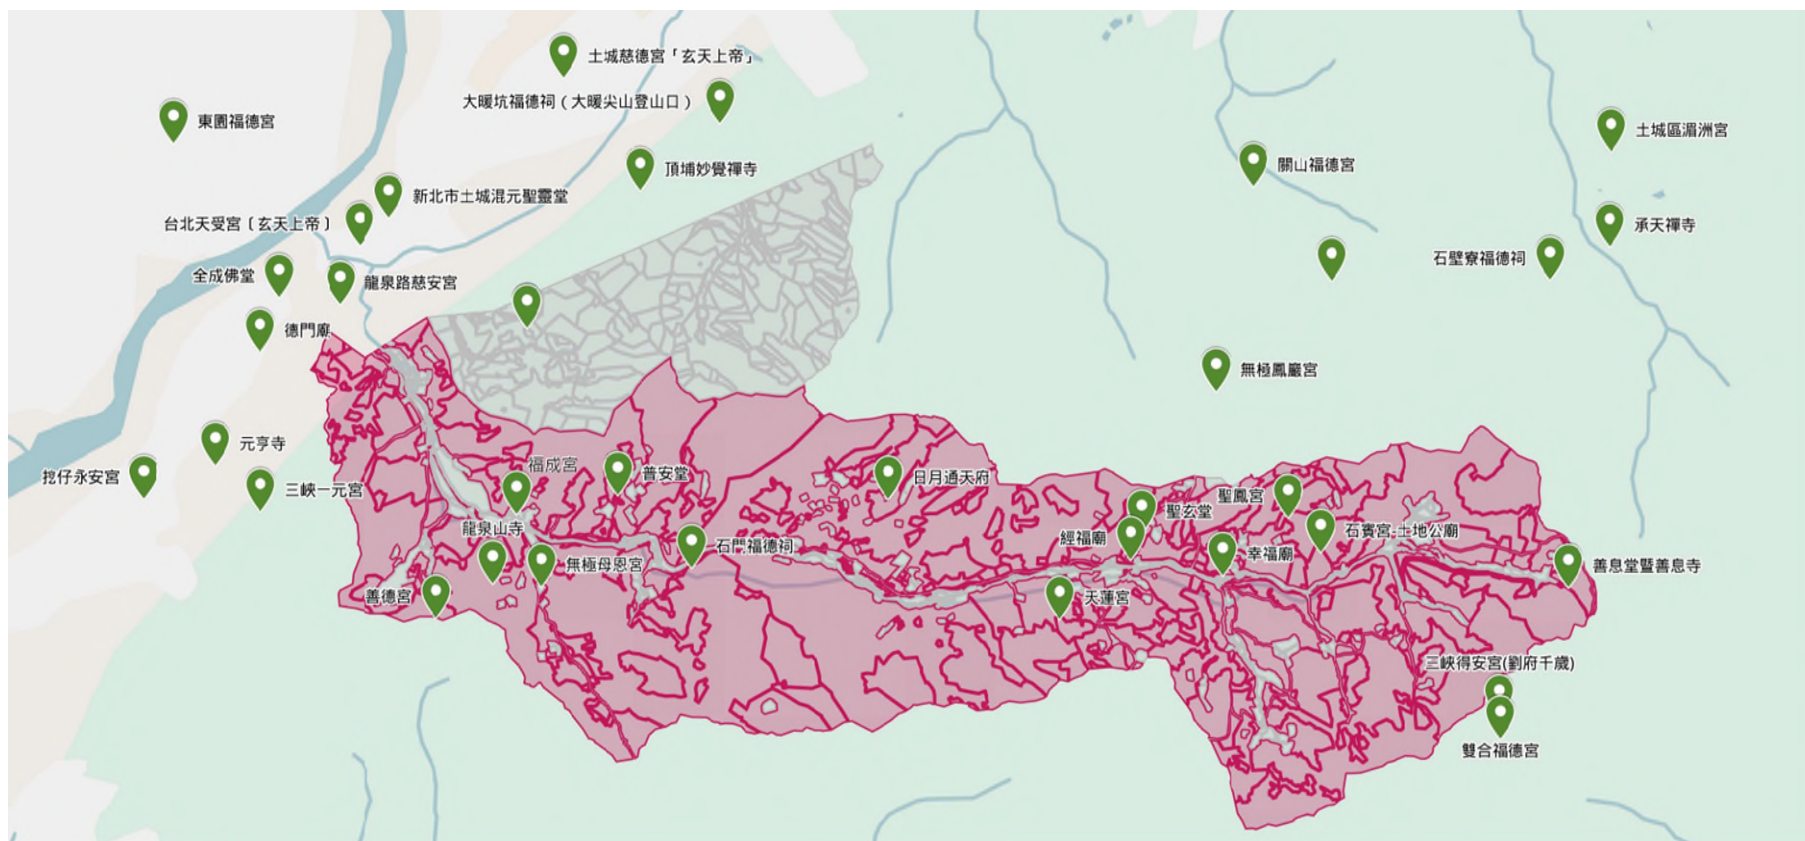 土城慈德宮「玄天上帝」
大暖坑福德祠（大暖尖山登山口）
東園福德宮
土城區湄洲宮
關山福德宮
頂埔妙覺禪寺
新北市土城混元聖靈堂
台北天受宮〔玄天上帝〕
承天禪寺
石壁寮福德祠
全成佛堂
龍泉路慈安宮
德門廟
無極鳳巖宮
元亨寺
挖仔永安宮
三峽一元宮
福成宮
普安堂
日月通天府
聖鳳宮
聖玄堂
龍泉山寺
石門福德祠
經福廟
石賓宮-土地公廟
幸福廟
無極母恩宮
善息堂暨善息寺
善德宮
天蓮宮
三峽得安宮(劉府千歲)
雙合福德宮